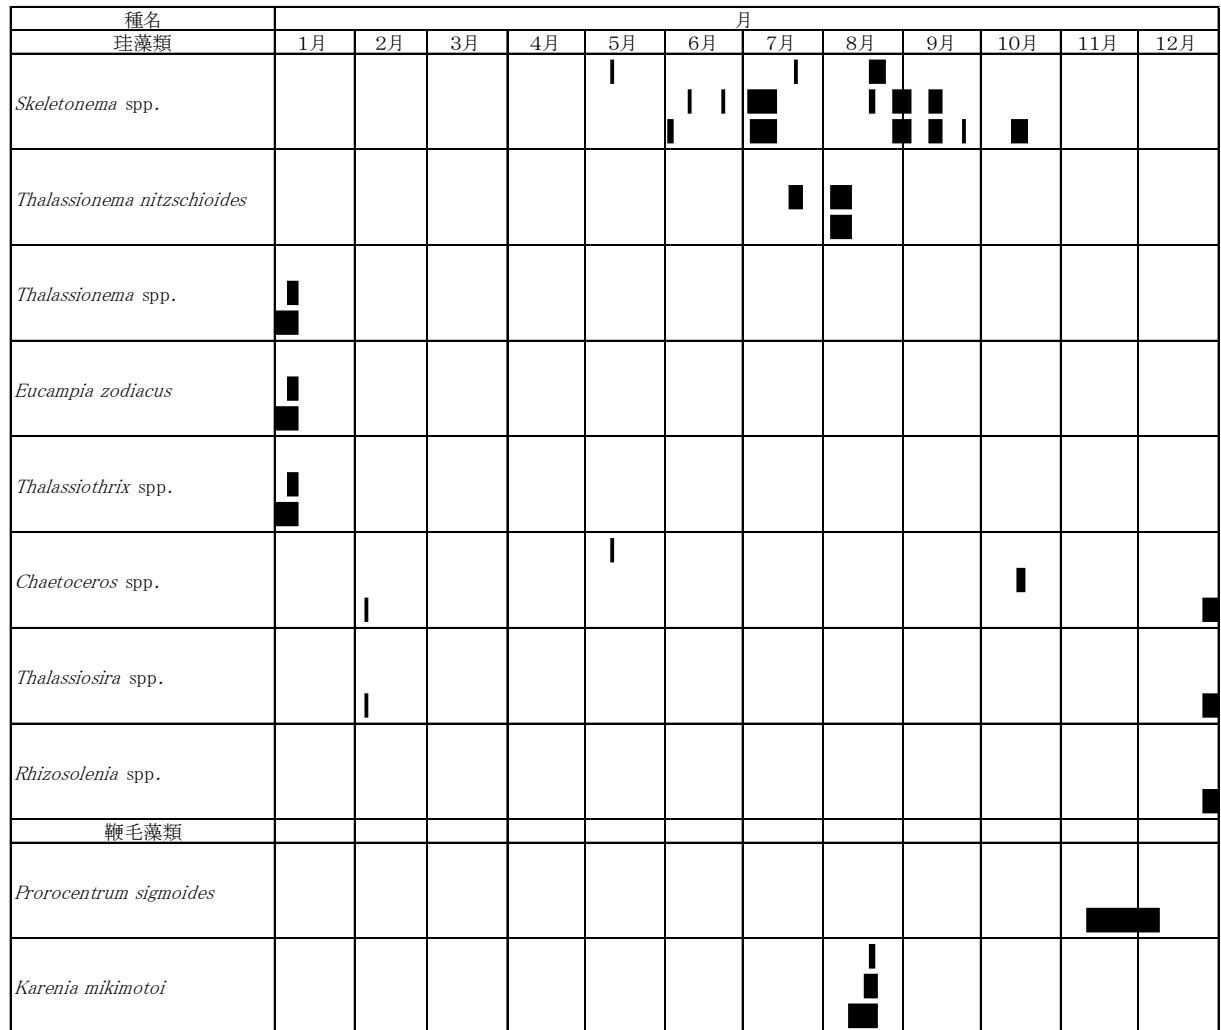 種名 月
珪藻類 1月 2月 3月 4月 5月 6月 7月 8月 9月 10月 11月 12月
Skeletonema spp.
Thalassionema nitzschioides
Thalassionema spp.
Eucampia zodiacus
Thalassiothrix spp.
Chaetoceros spp.
Thalassiosira spp.
Rhizosolenia spp.
鞭毛藻類
Prorocentrum sigmoides
Karenia mikimotoi